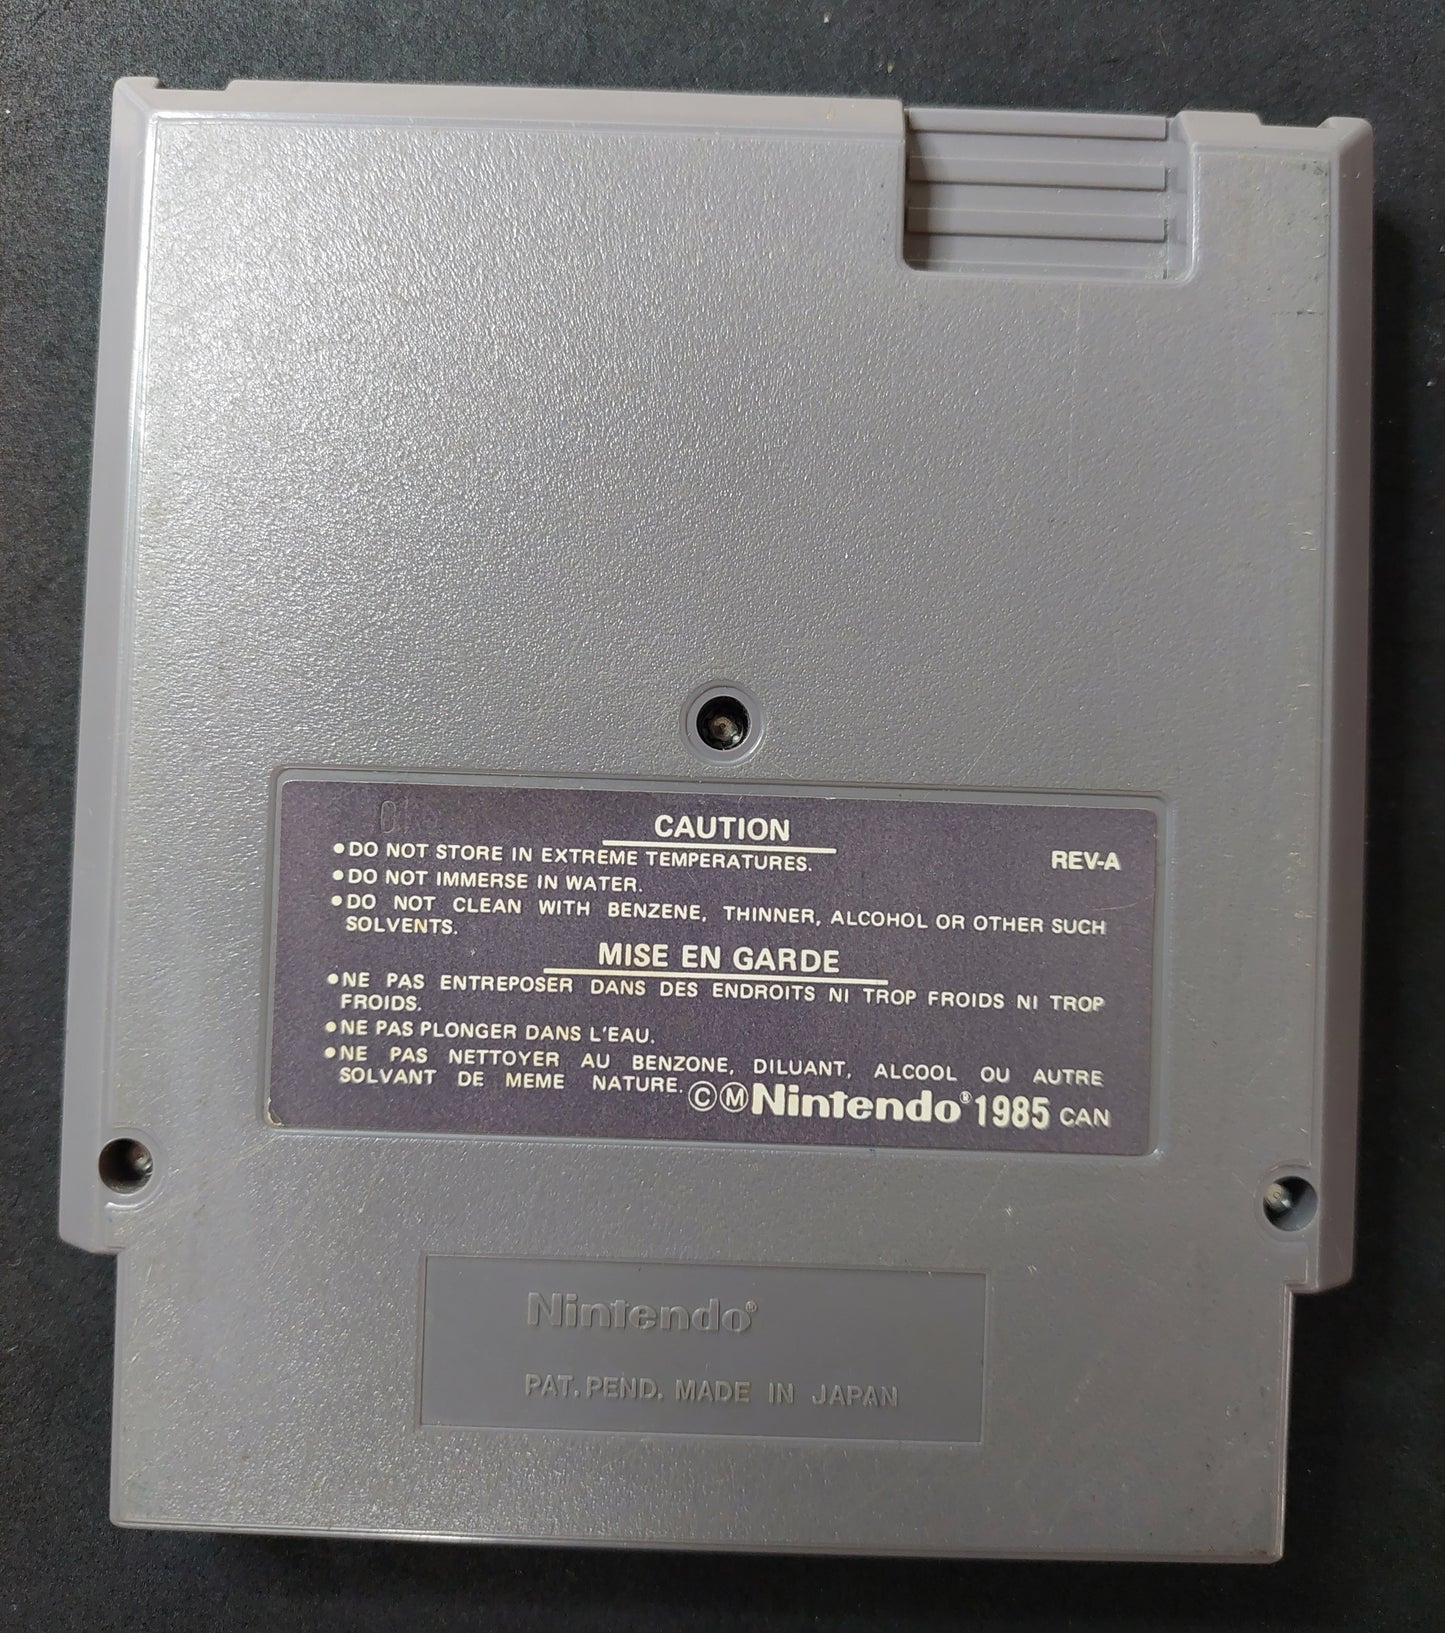 01
CAUTION
•DO NOT STORE IN EXTREME TEMPERATURES.
REV-A
•DO NOT IMMERSE IN WATER.
•DO NOT CLEAN WITH BENZENE, THINNER, ALCOHOL OR OTHER SUCH
SOLVENTS.
MISE EN GARDE
•NE PAS ENTREPOSER DANS DES ENDROITS NI TROP FROIDS NI TROP
FROIDS.
•NE PAS PLONGER DANS L'EAU.
•NE PAS NETTOYER AU BENZONE, DILUANT, ALCOOL OU AUTRE
SOLVANT DE MEME NATURE.
©ⓂNintendo® 1985 CAN
Nintendo®
PAT. PEND. MADE IN JAPAN